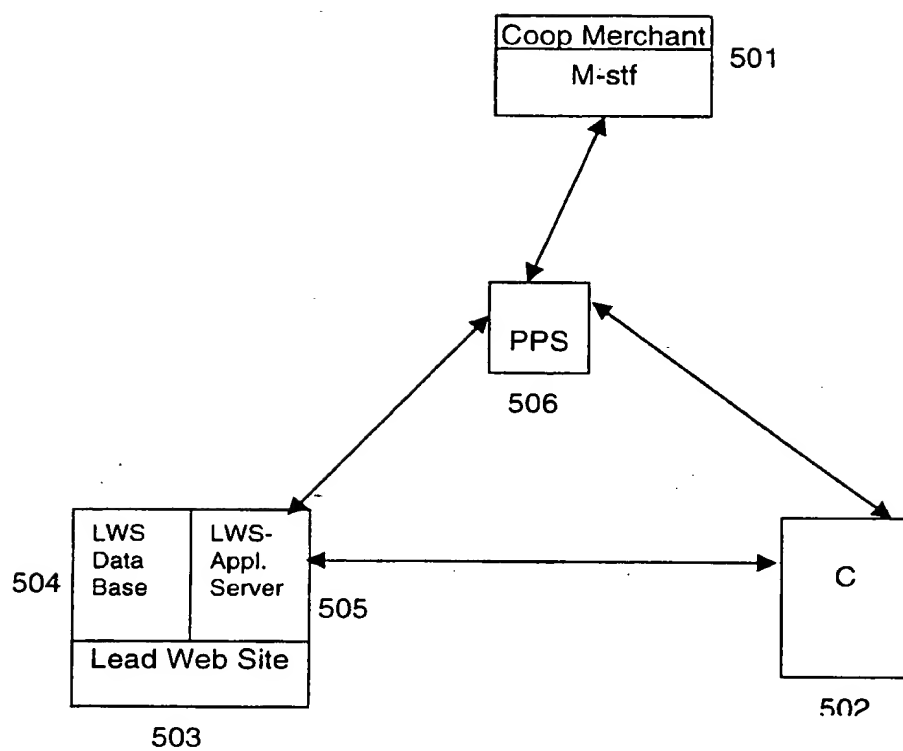 Coop Merchant
M-stf
501
PPS
506
LWS
Data
Base
LWS-
Appl.
Server
504
505
Lead Web Site
503
C
502